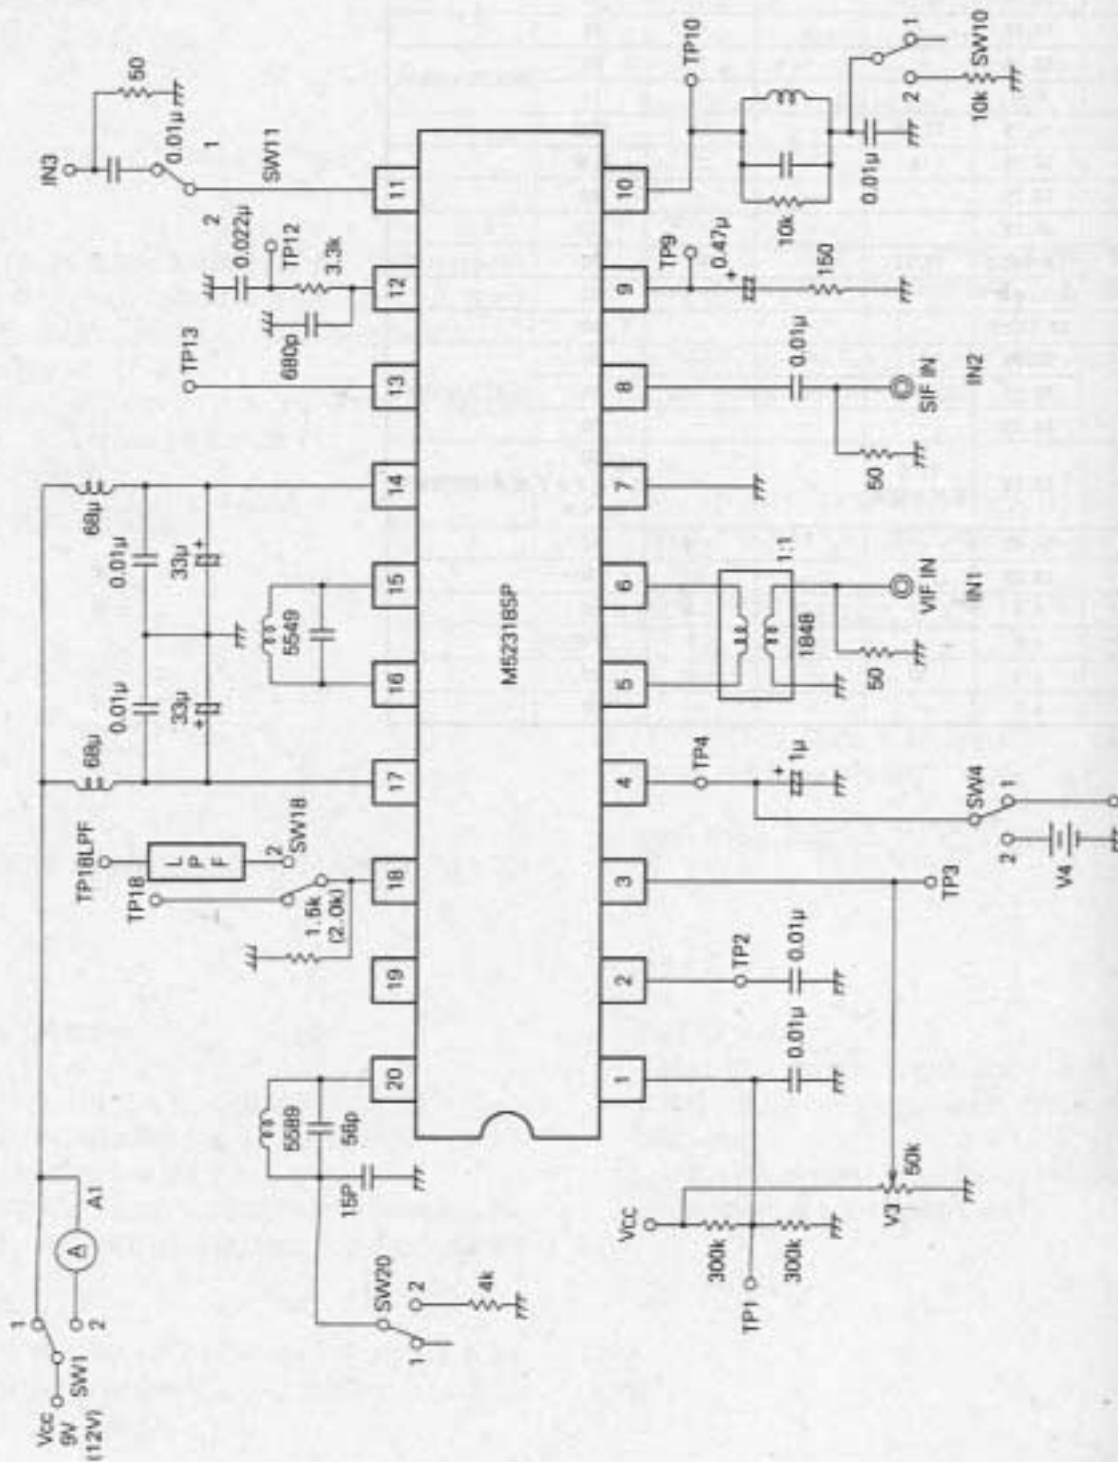 Vcc
9V
(12V)
SW1
1
2
A
A1
TP18LPF
L
P
F
2
SW18
TP18
1.5k
(2.0k)
68μ
0.01μ
33μ
+
68μ
0.01μ
33μ
+
5589
56p
15P
SW20
1
2
4k
5549
TP13
680p
0.022μ
TP12
3.3k
IN3
50
0.01μ
1
2
SW11
20
19
18
17
16
15
14
13
12
11
M52318SP
1
2
3
4
5
6
7
8
9
10
Vcc
300k
300k
TP1
0.01μ
TP2
0.01μ
V3
50k
TP3
TP4
+
1μ
SW4
1
2
V4
1848
1:1
50
VIF IN
IN1
50
SIF IN
IN2
0.01μ
TP9
+
0.47μ
150
TP10
10k
0.01μ
1
2
SW10
10k